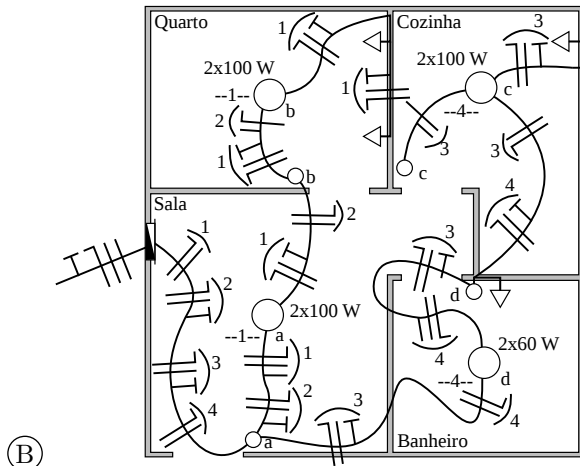 Quarto
Cozinha
1
3
2x100 W
2x100 W
--1--
b
1
c
2
--4--
3
3
1
b
c
Sala
4
1
2
3
1
2
d
2x100 W
--1--
a
2x60 W
3
1
4
--4--
d
2
4
3
4
a
Banheiro
B